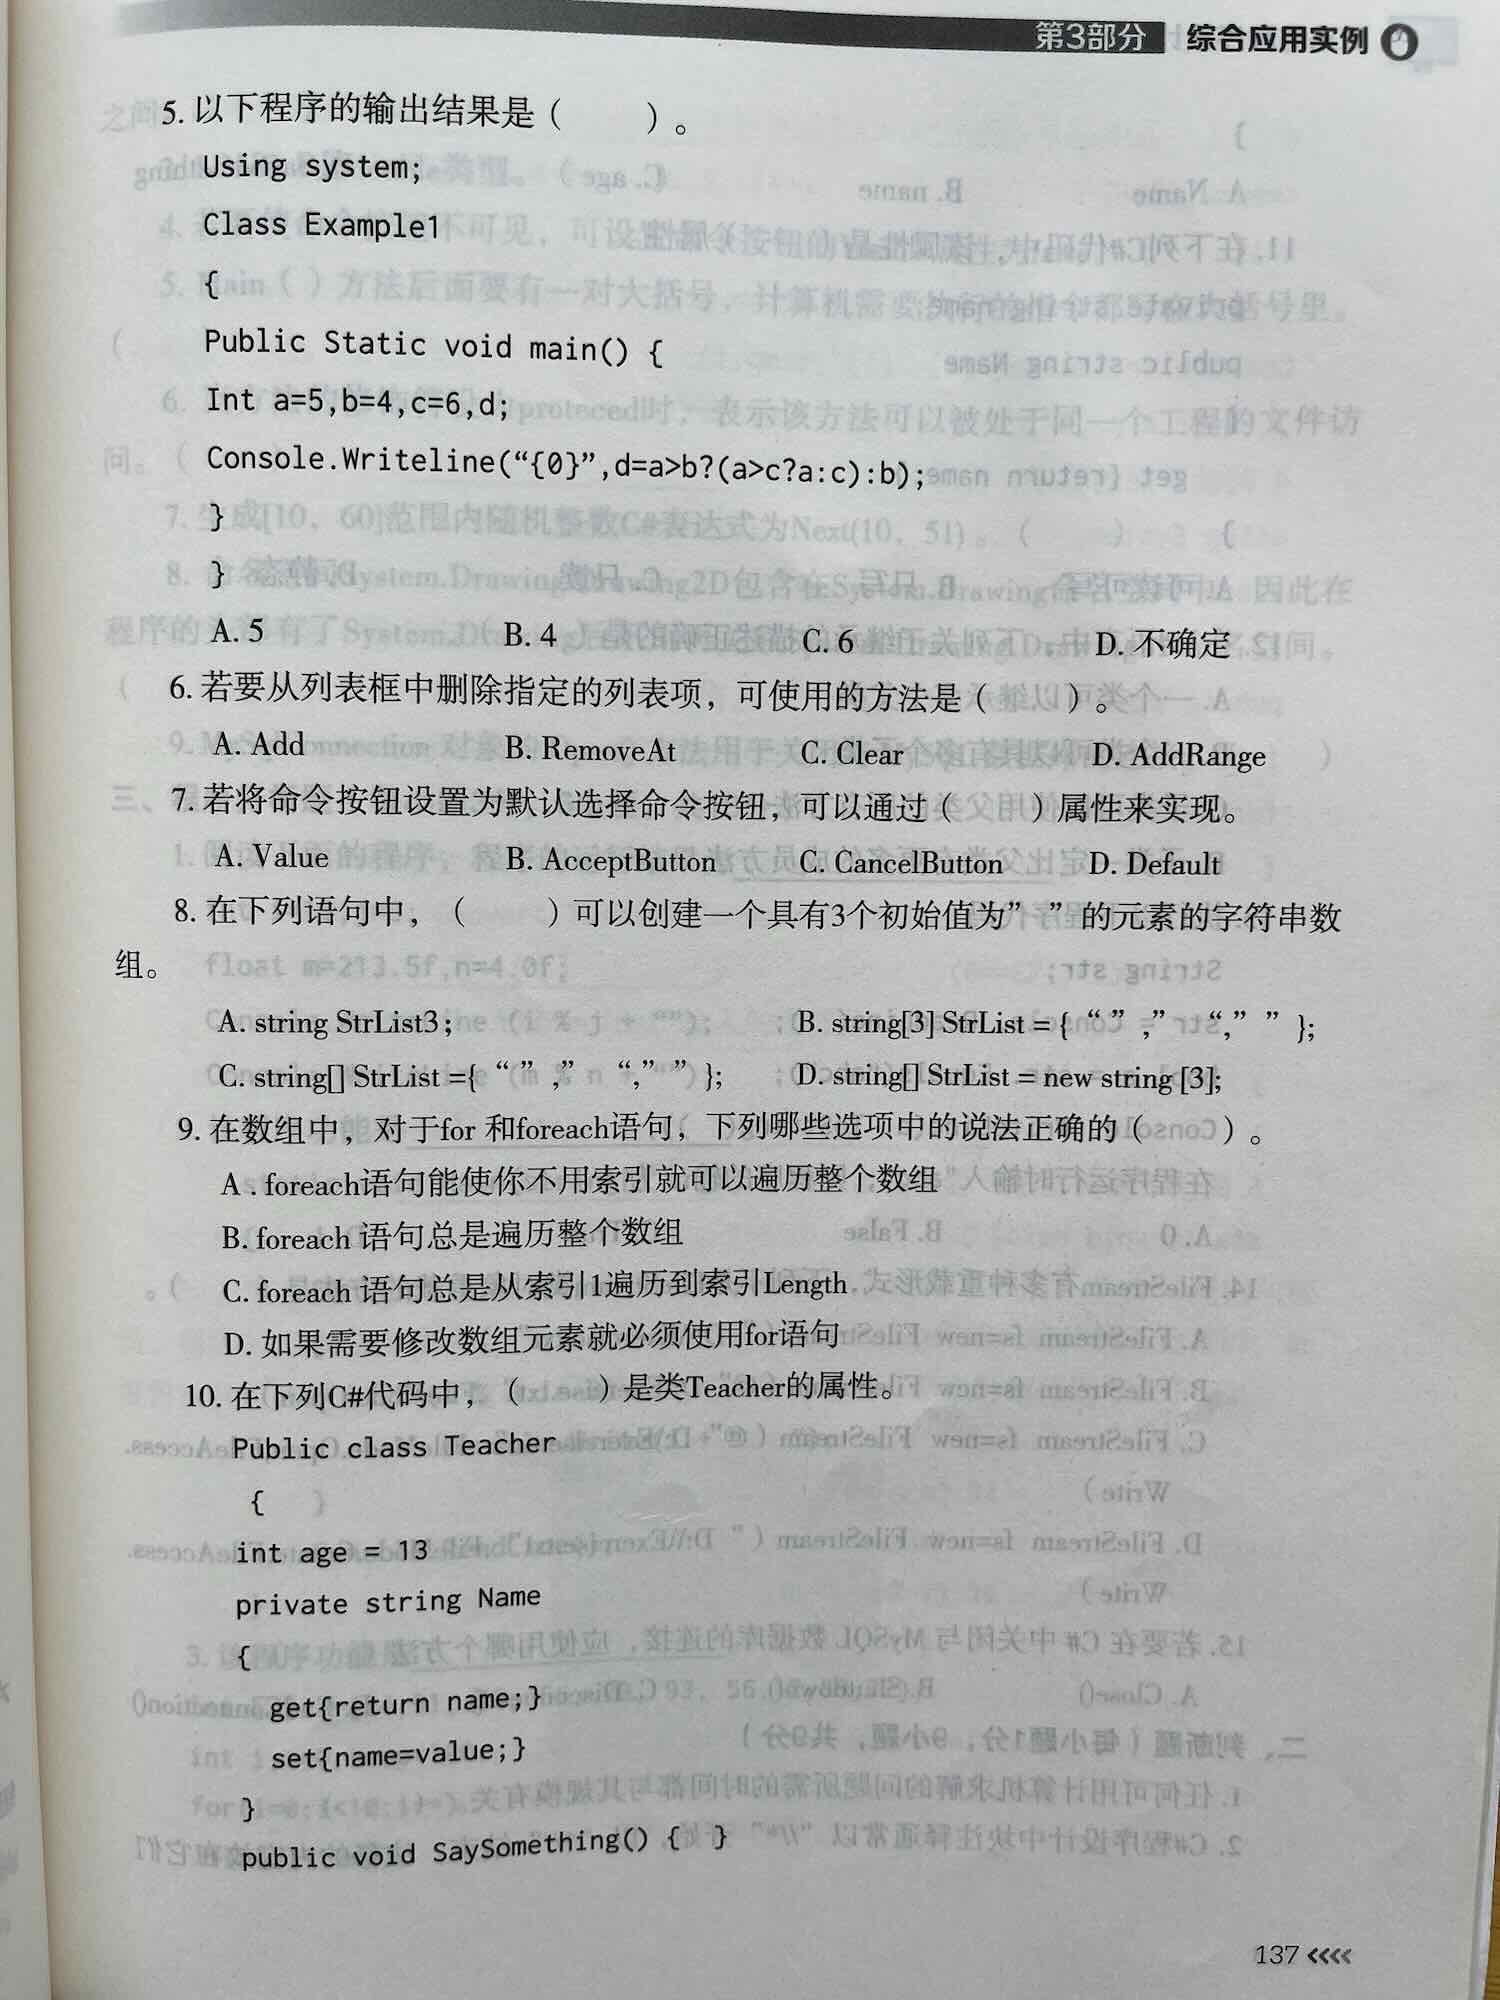 第3部分 综合应用实例
5. 以下程序的输出结果是（ ）。
Using system;
Class Example1
{
Public Static void main() {
Int a=5,b=4,c=6,d;
Console.Writeline(“{0}”,d=a>b?(a>c?a:c):b);
}
}
A. 5 B. 4 C. 6 D. 不确定
6. 若要从列表框中删除指定的列表项，可使用的方法是（ ）。
A. Add B. RemoveAt C. Clear D. AddRange
7. 若将命令按钮设置为默认选择命令按钮，可以通过（ ）属性来实现。
A. Value B. AcceptButton C. CancelButton D. Default
8. 在下列语句中，（ ）可以创建一个具有3个初始值为” ”的元素的字符串数
组。
A. string StrList3; B. string[3] StrList = { “ ” ,” “,” ” };
C. string[] StrList ={ “ ” ,” “,” ” }; D. string[] StrList = new string [3];
9. 在数组中，对于for 和foreach语句，下列哪些选项中的说法正确的（ ）。
A . foreach语句能使你不用索引就可以遍历整个数组
B. foreach 语句总是遍历整个数组
C. foreach 语句总是从索引1遍历到索引Length
D. 如果需要修改数组元素就必须使用for语句
10. 在下列C#代码中，（ ）是类Teacher的属性。
Public class Teacher
{
int age = 13
private string Name
{
get{return name;}
set{name=value;}
}
public void SaySomething() { }
137